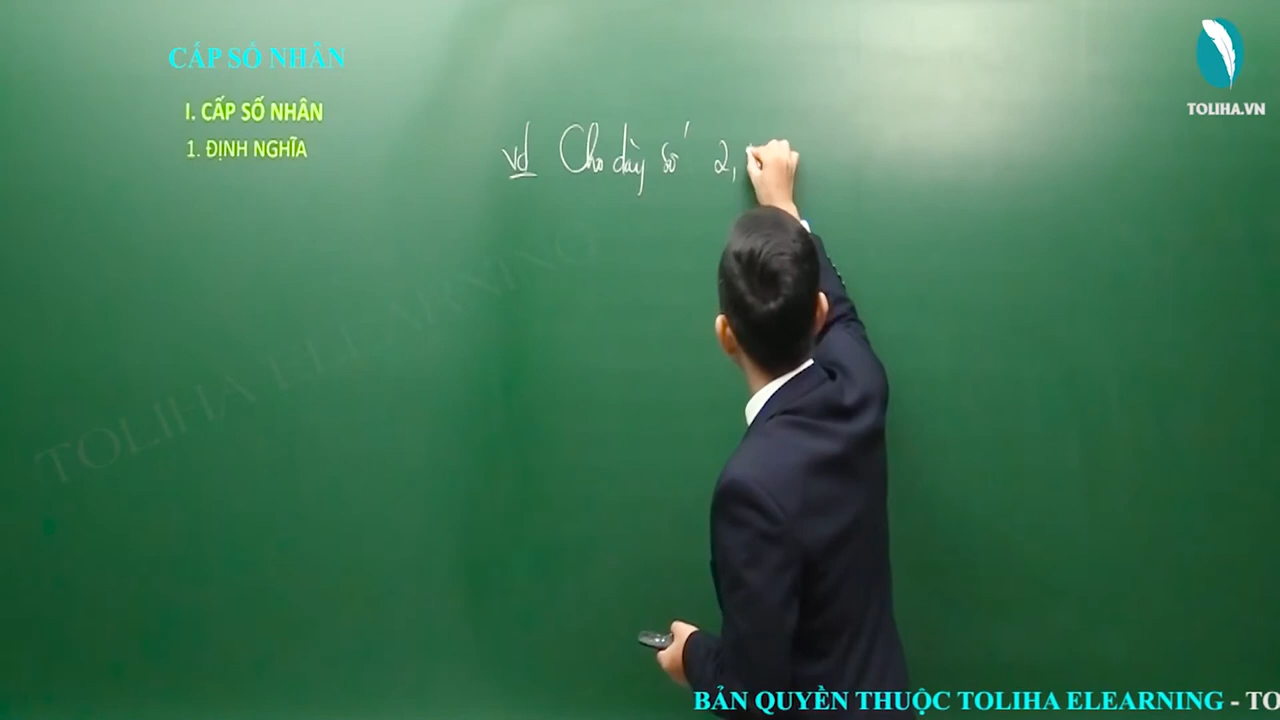 CẤP SỐ NHÂN
I. CẤP SỐ NHÂN
1. ĐỊNH NGHĨA
vd Cho dãy số 2,
TOLIHA.VN
TOLIHA ELEARNING
BẢN QUYỀN THUỘC TOLIHA ELEARNING - TO